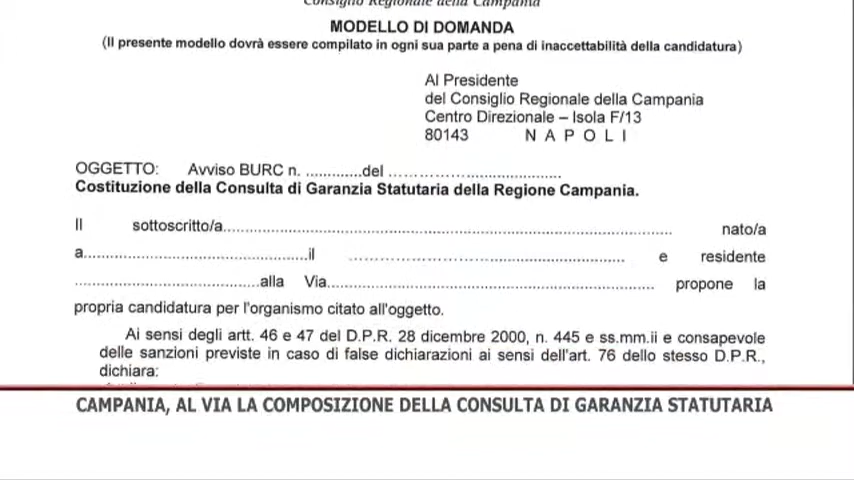 Consiglio Regionale della Campania
MODELLO DI DOMANDA
(Il presente modello dovrà essere compilato in ogni sua parte a pena di inaccettabilità della candidatura)
Al Presidente
del Consiglio Regionale della Campania
Centro Direzionale – Isola F/13
80143 N A P O L I
OGGETTO: Avviso BURC n. .............del ..........................................
Costituzione della Consulta di Garanzia Statutaria della Regione Campania.
Il sottoscritto/a........................................................................................................ nato/a
a....................................................il ................................................................ e residente
...........................................alla Via............................................................................ propone la
propria candidatura per l'organismo citato all'oggetto.
Ai sensi degli artt. 46 e 47 del D.P.R. 28 dicembre 2000, n. 445 e ss.mm.ii e consapevole
delle sanzioni previste in caso di false dichiarazioni ai sensi dell'art. 76 dello stesso D.P.R.,
dichiara:
CAMPANIA, AL VIA LA COMPOSIZIONE DELLA CONSULTA DI GARANZIA STATUTARIA